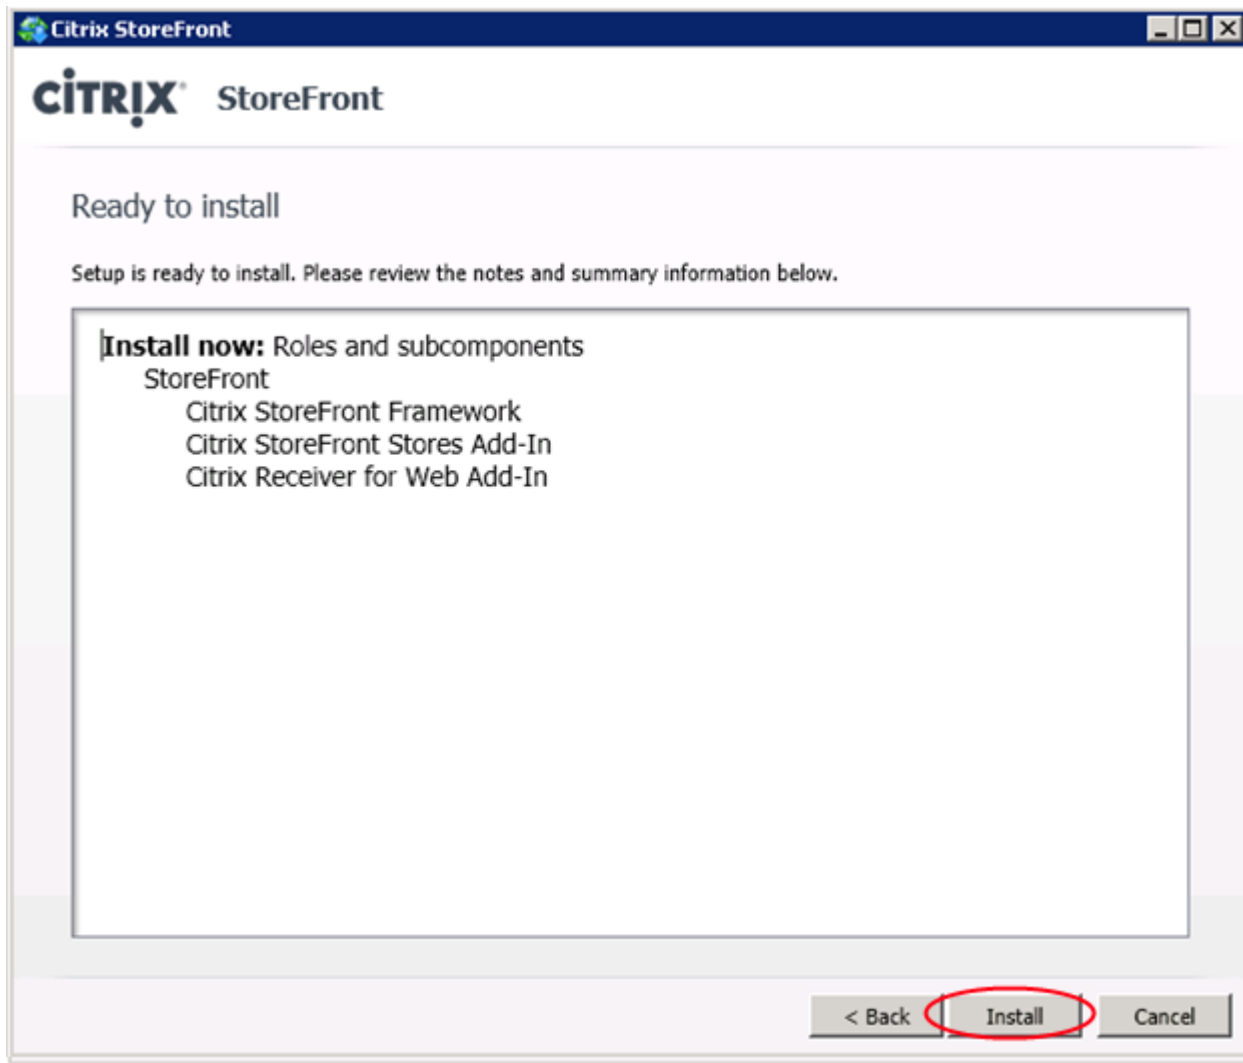 Citrix StoreFront
CITRIX StoreFront
Ready to install
Setup is ready to install. Please review the notes and summary information below.
Install now: Roles and subcomponents
StoreFront
Citrix StoreFront Framework
Citrix StoreFront Stores Add-In
Citrix Receiver for Web Add-In
< Back Install Cancel